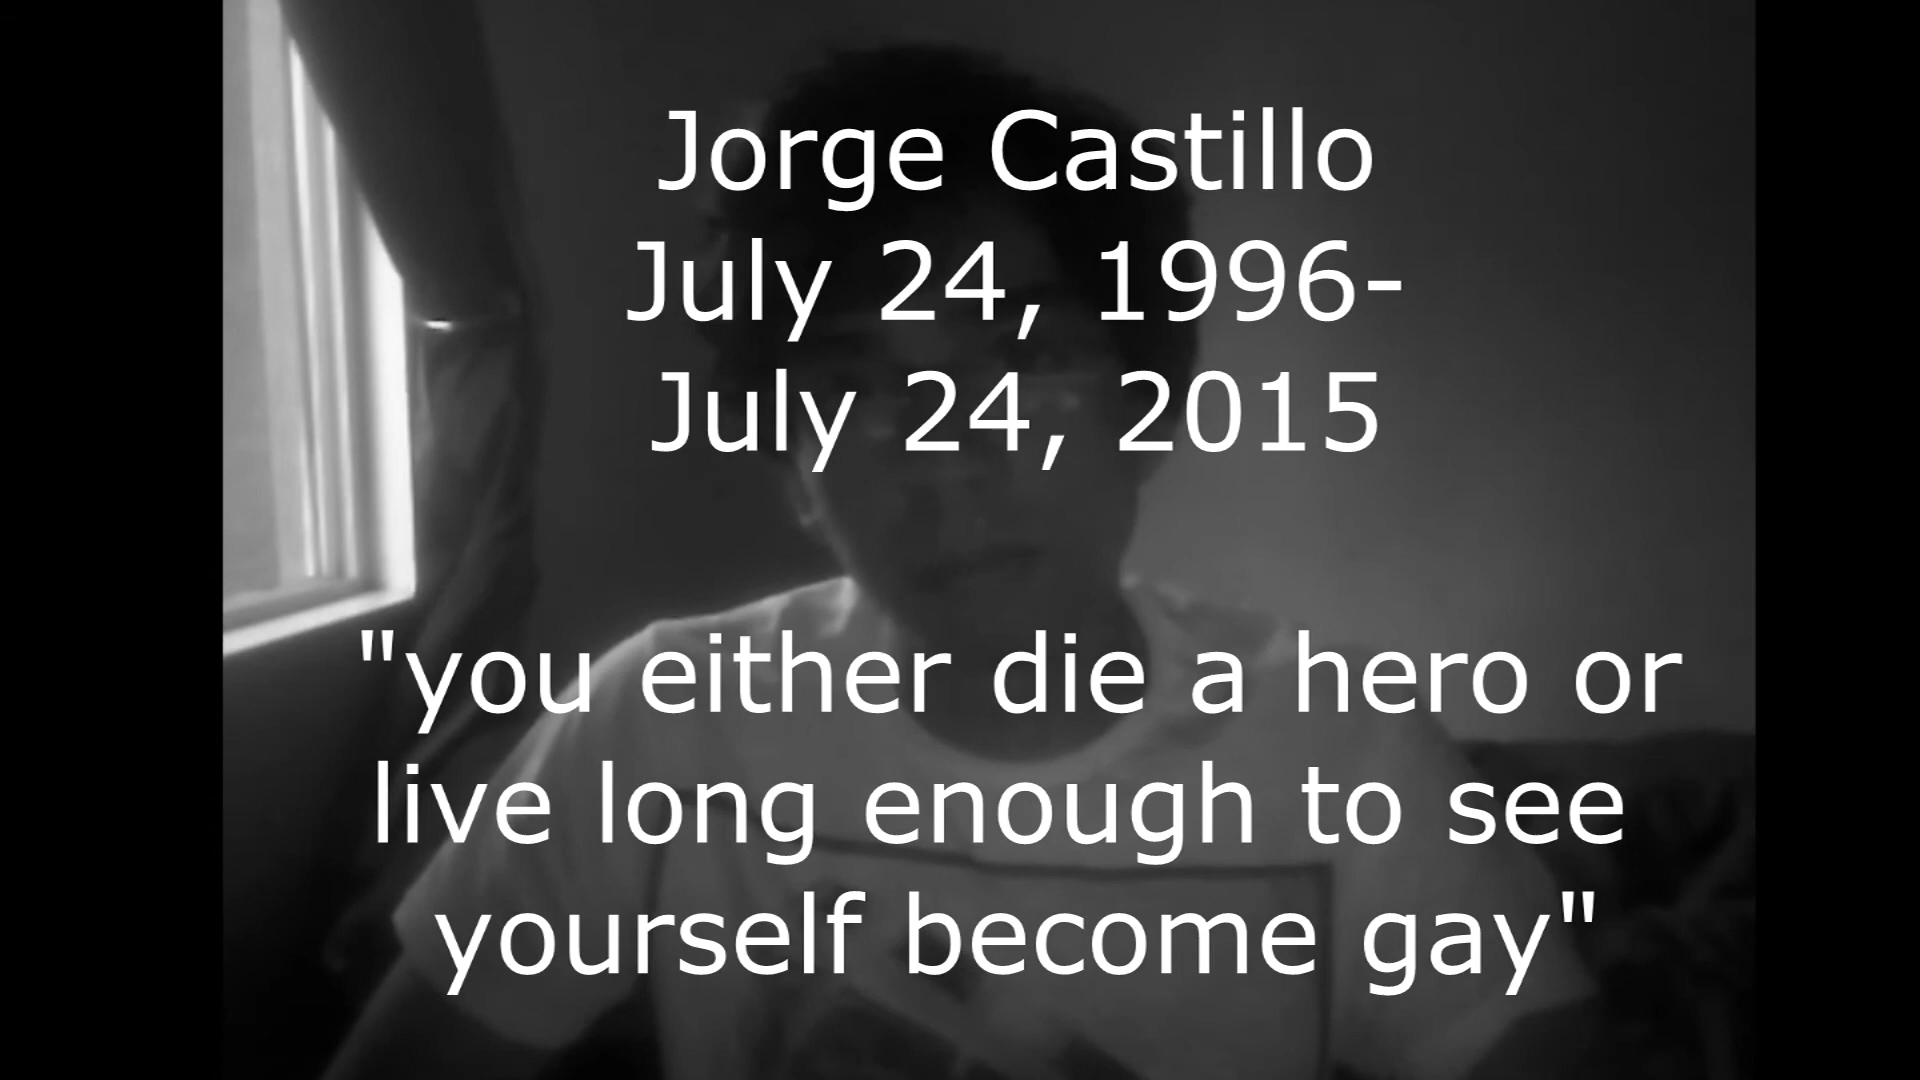 Jorge Castillo
July 24, 1996-
July 24, 2015
"you either die a hero or
live long enough to see
yourself become gay"